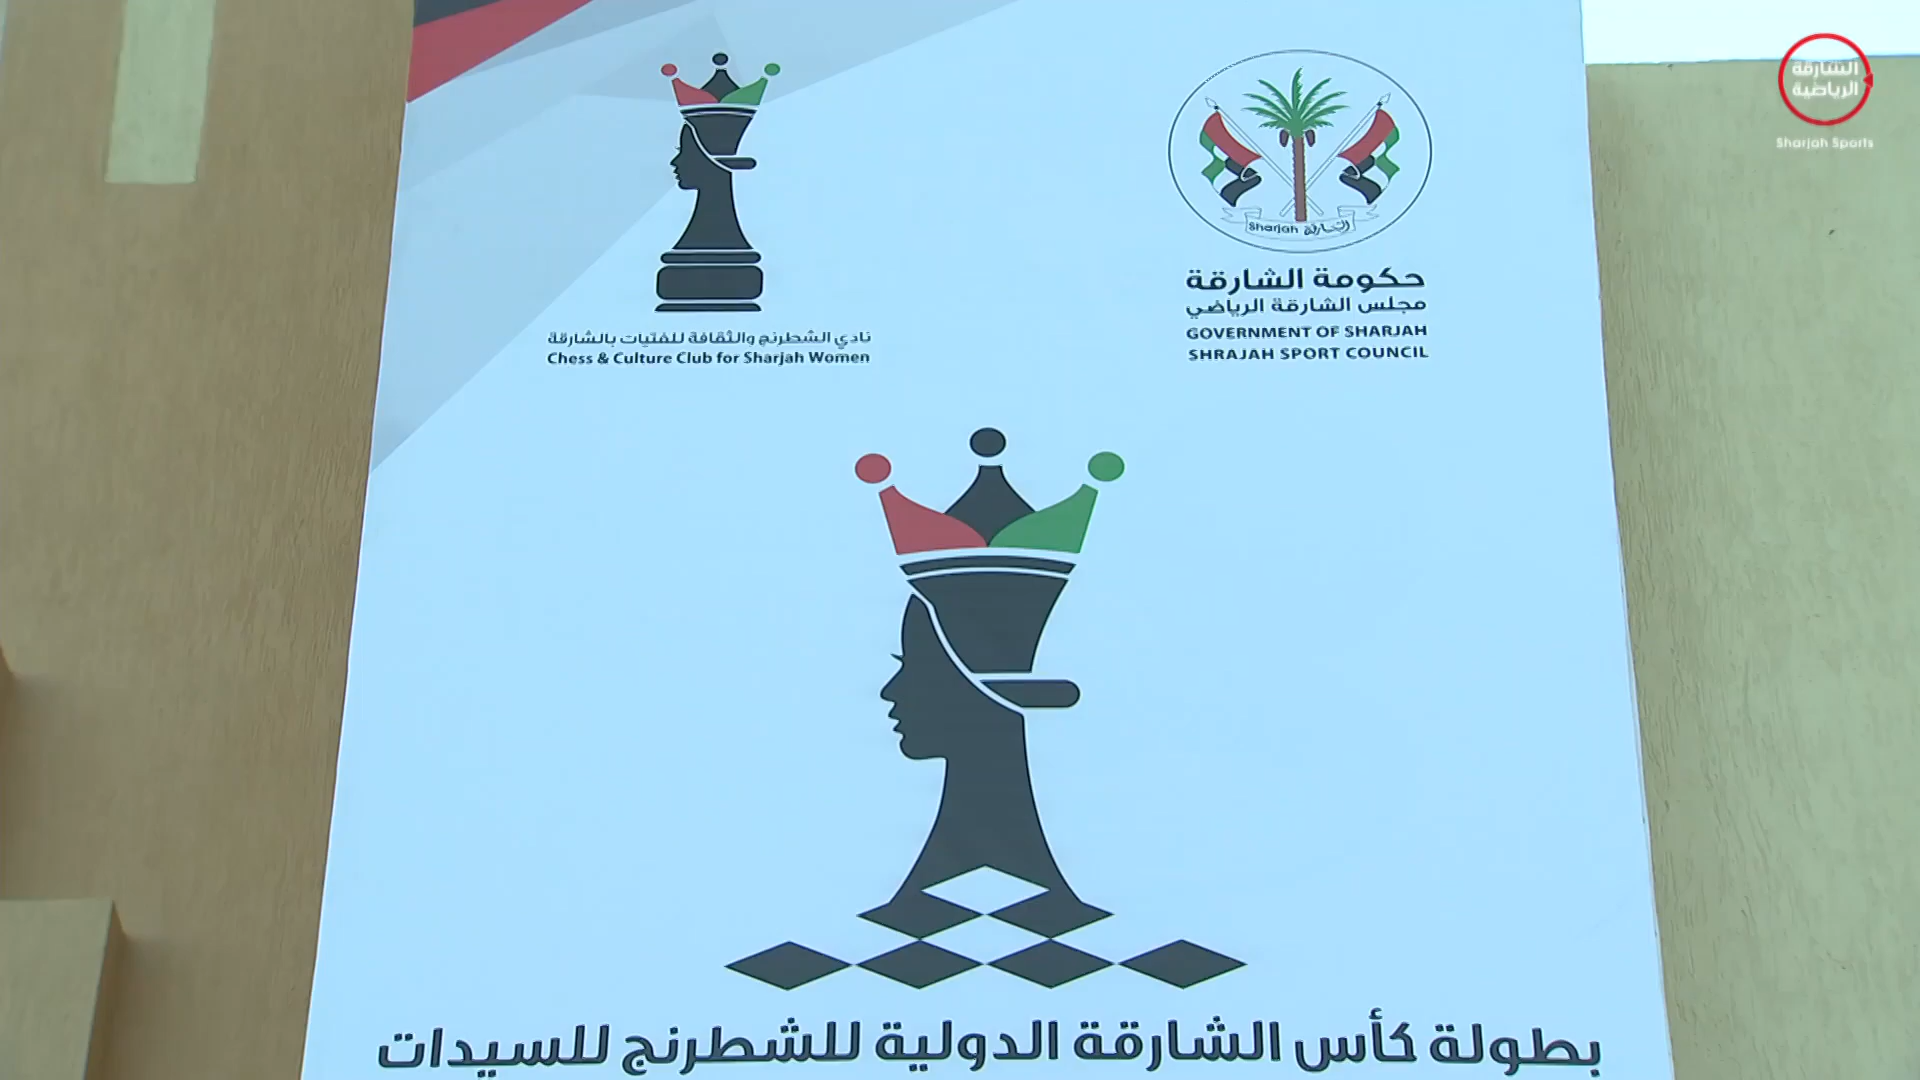 الشارقة
الرياضية
Sharjah Sports
Sharjah الشارقة
حكومة الشارقة
مجلس الشارقة الرياضي
GOVERNMENT OF SHARJAH
SHRAJAH SPORT COUNCIL
نادي الشطرنج والثقافة للفتيات بالشارقة
Chess & Culture Club for Sharjah Women
بطولة كأس الشارقة الدولية للشطرنج للسيدات